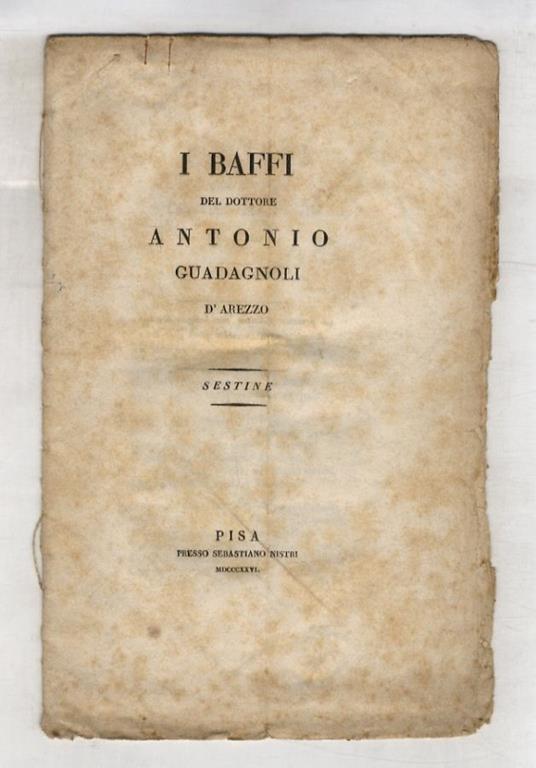 I BAFFI
DEL DOTTORE
ANTONIO
GUADAGNOLI
D' AREZZO
SESTINE
PISA
PRESSO SEBASTIANO NISTRI
MDCCCXXVI.